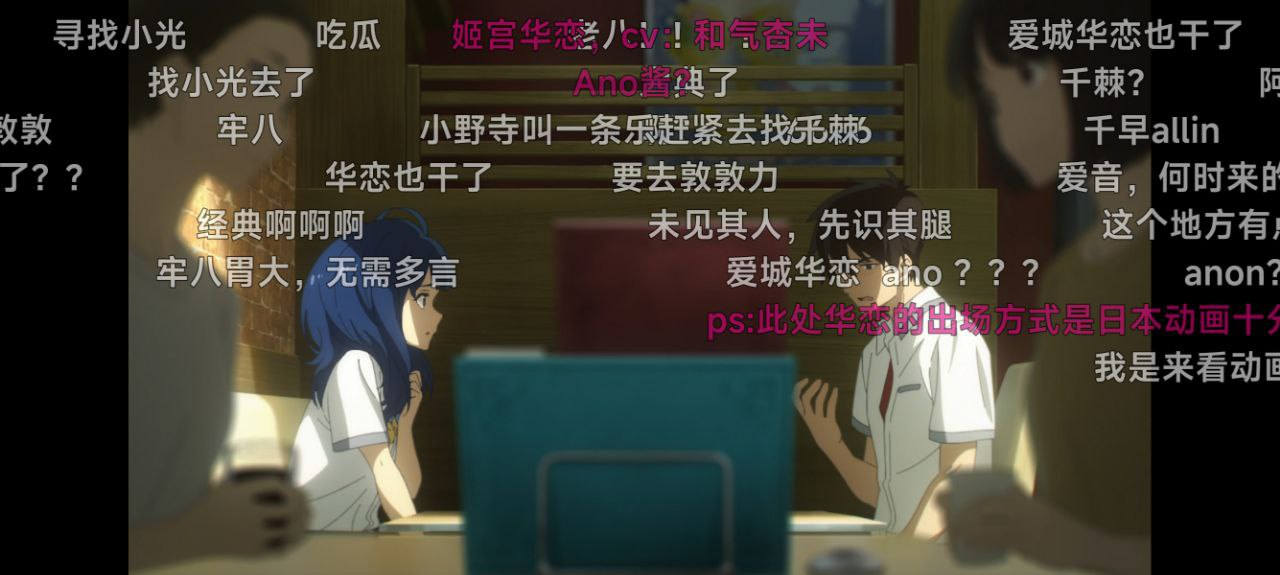 寻找小光 吃瓜 姬宫华恋，cv：和气杏未 老八！！ 爱城华恋也干了
找小光去了 Ano酱? 典了 千棘？ 阿
敦敦 牢八 小野寺叫一条乐赶紧去找千棘 千早allin
了？？ 华恋也干了 要去敦敦力 爱音，何时来的
经典啊啊啊 未见其人，先识其腿 这个地方有点
牢八胃大，无需多言 爱城华恋 ano？？？ anon?
ps:此处华恋的出场方式是日本动画十分
我是来看动画